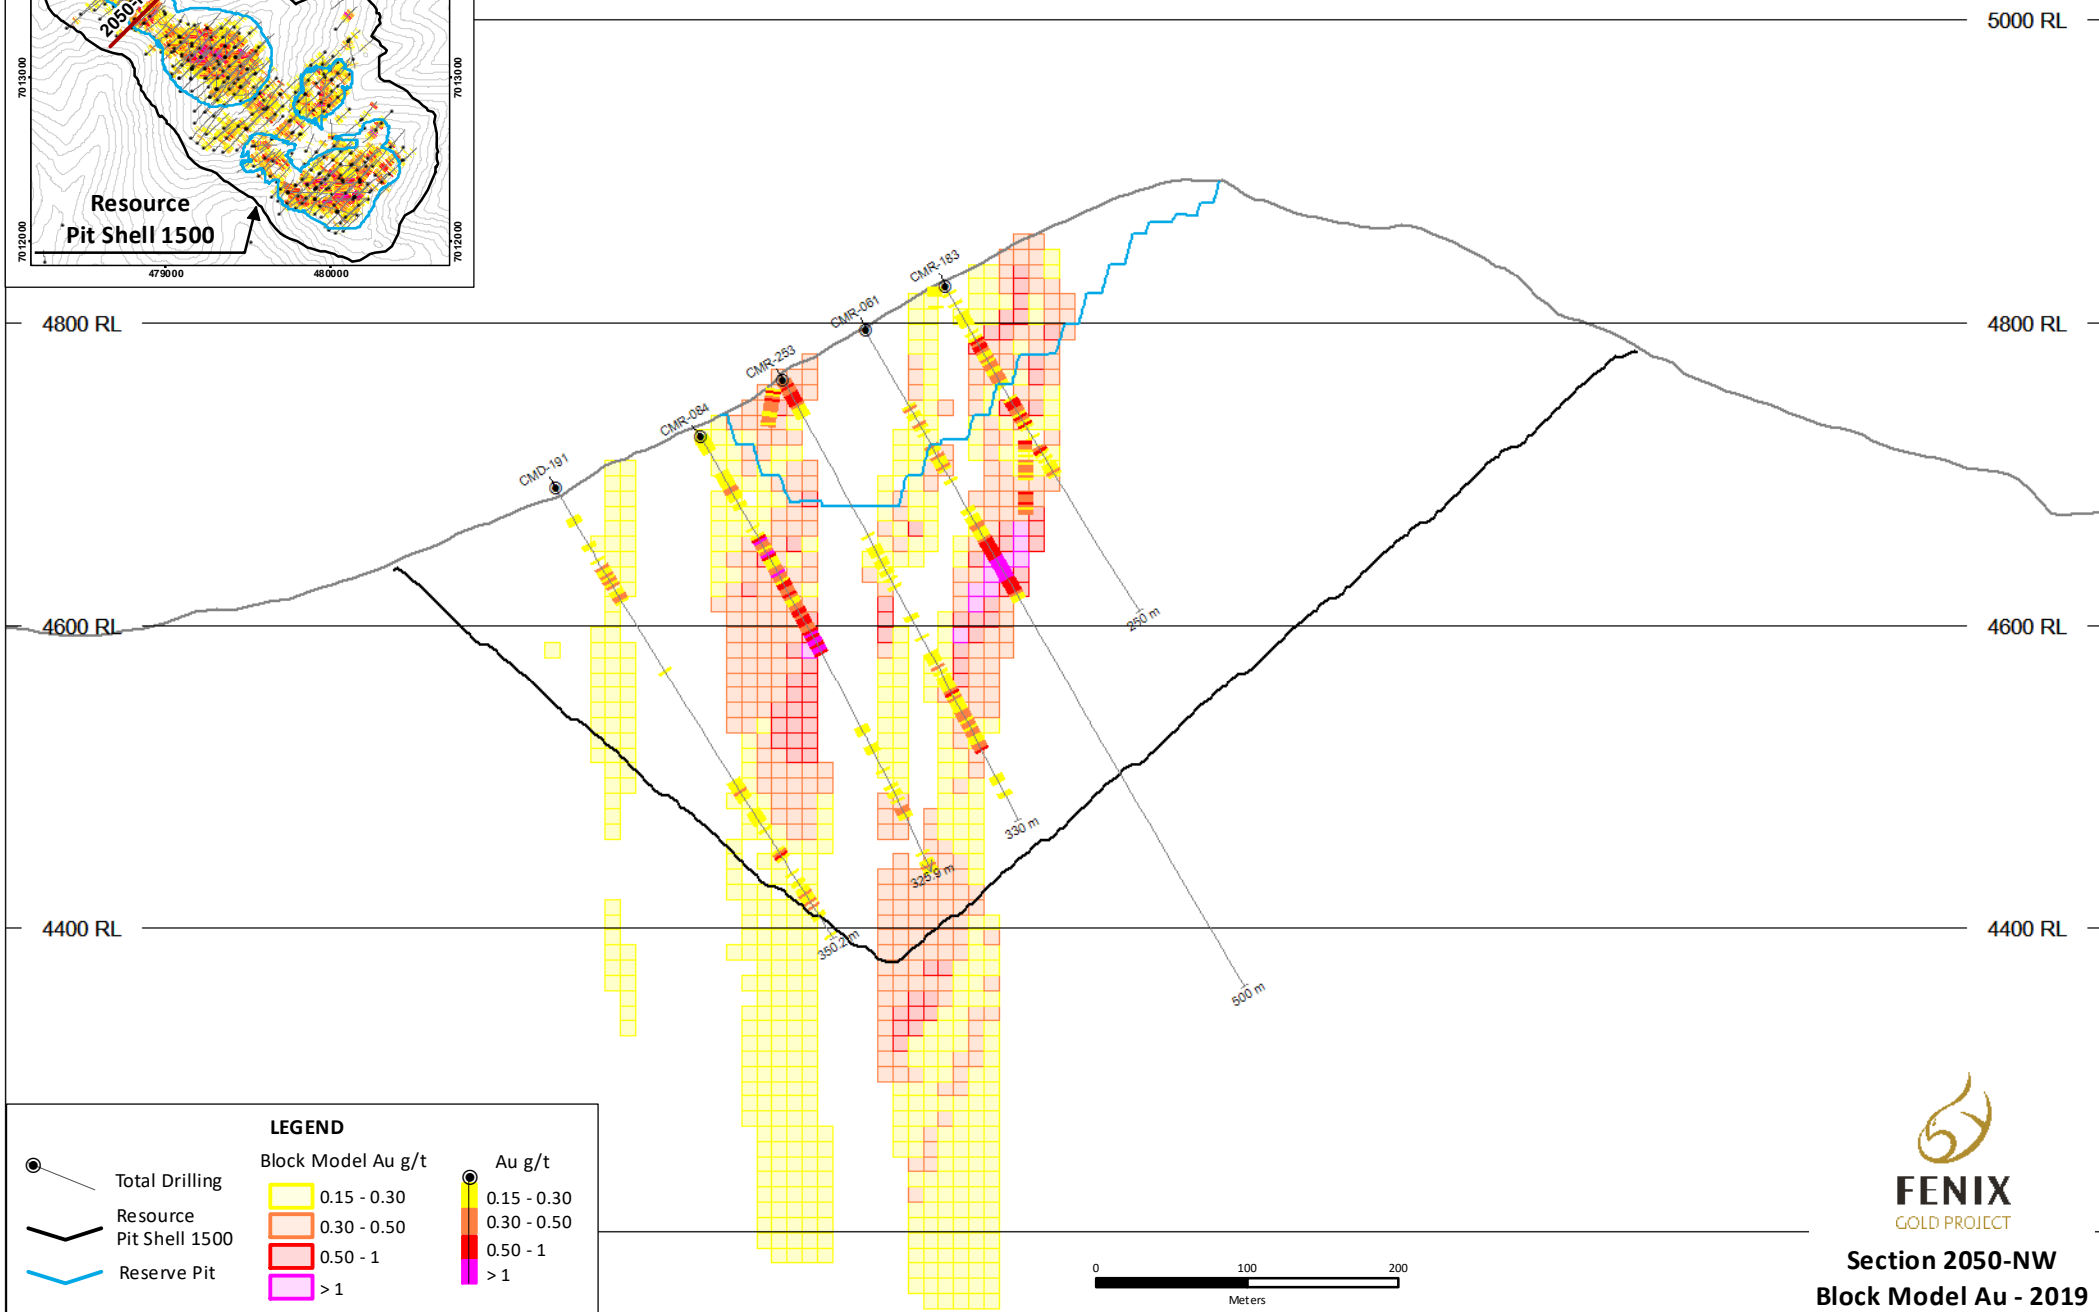 2050-
7013000
7013000
7012000
7012000
Resource
Pit Shell 1500
479000
480000
5000 RL
4800 RL
4800 RL
4600 RL
4600 RL
4400 RL
4400 RL
CMR-183
CMR-061
CMR-253
CMR-084
CMD-191
250 m
330 m
325.9 m
350.2 m
500 m
LEGEND
Total Drilling
Resource
Pit Shell 1500
Reserve Pit
Block Model Au g/t
0.15 - 0.30
0.30 - 0.50
0.50 - 1
> 1
Au g/t
0.15 - 0.30
0.30 - 0.50
0.50 - 1
> 1
0
100
200
Meters
FENIX
GOLD PROJECT
Section 2050-NW
Block Model Au - 2019